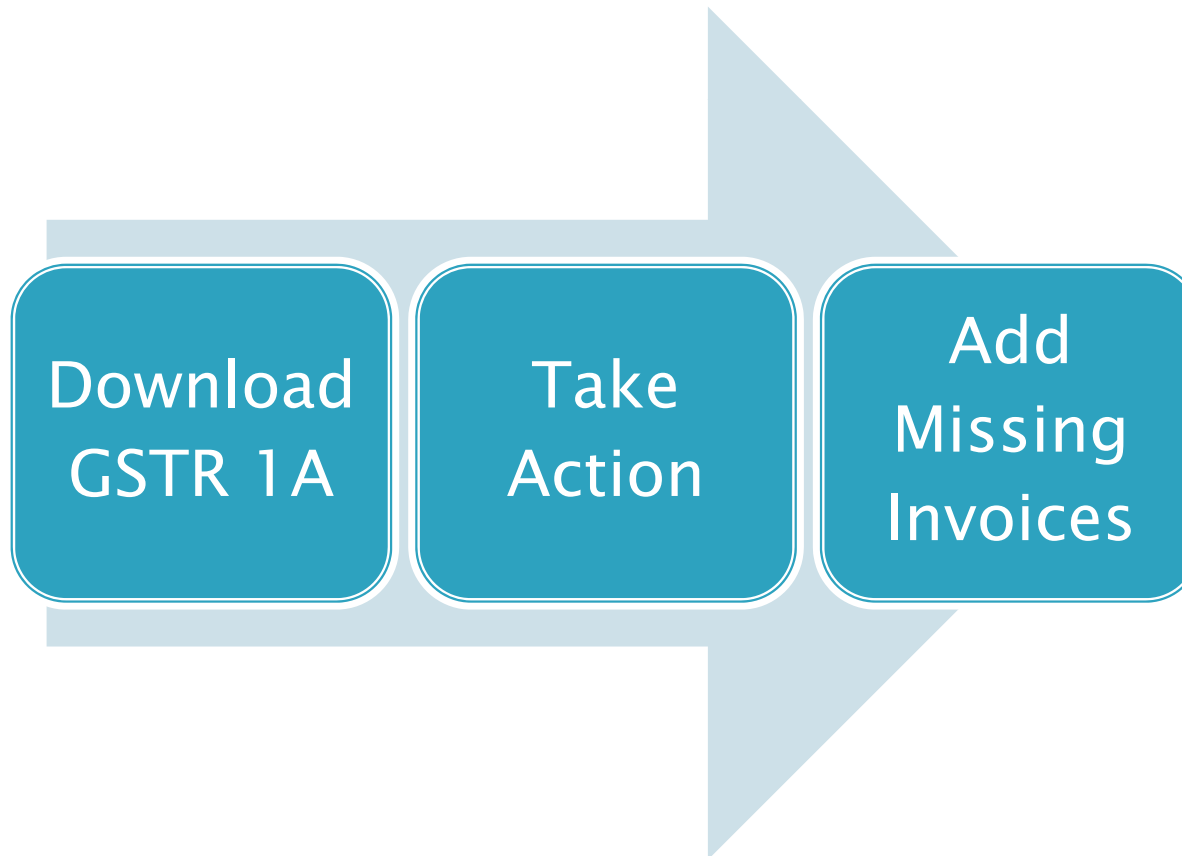 Download
GSTR 1A
Take
Action
Add
Missing
Invoices